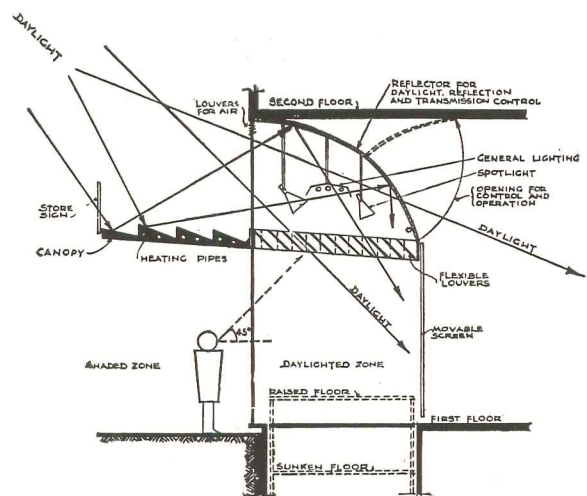 DAYLIGHT
LOUVERS
FOR AIR
SECOND FLOOR
REFLECTOR FOR
DAYLIGHT, REFLECTION
AND TRANSMISSION CONTROL
GENERAL LIGHTING
SPOTLIGHT
OPENING FOR
CONTROL AND
OPERATION
STORE
SIGN
CANOPY
HEATING PIPES
DAYLIGHT
FLEXIBLE
LOUVERS
DAYLIGHT
MOVABLE
SCREEN
45°
SHADED ZONE
DAYLIGHTED ZONE
RAISED FLOOR
FIRST FLOOR
SUNKEN FLOOR